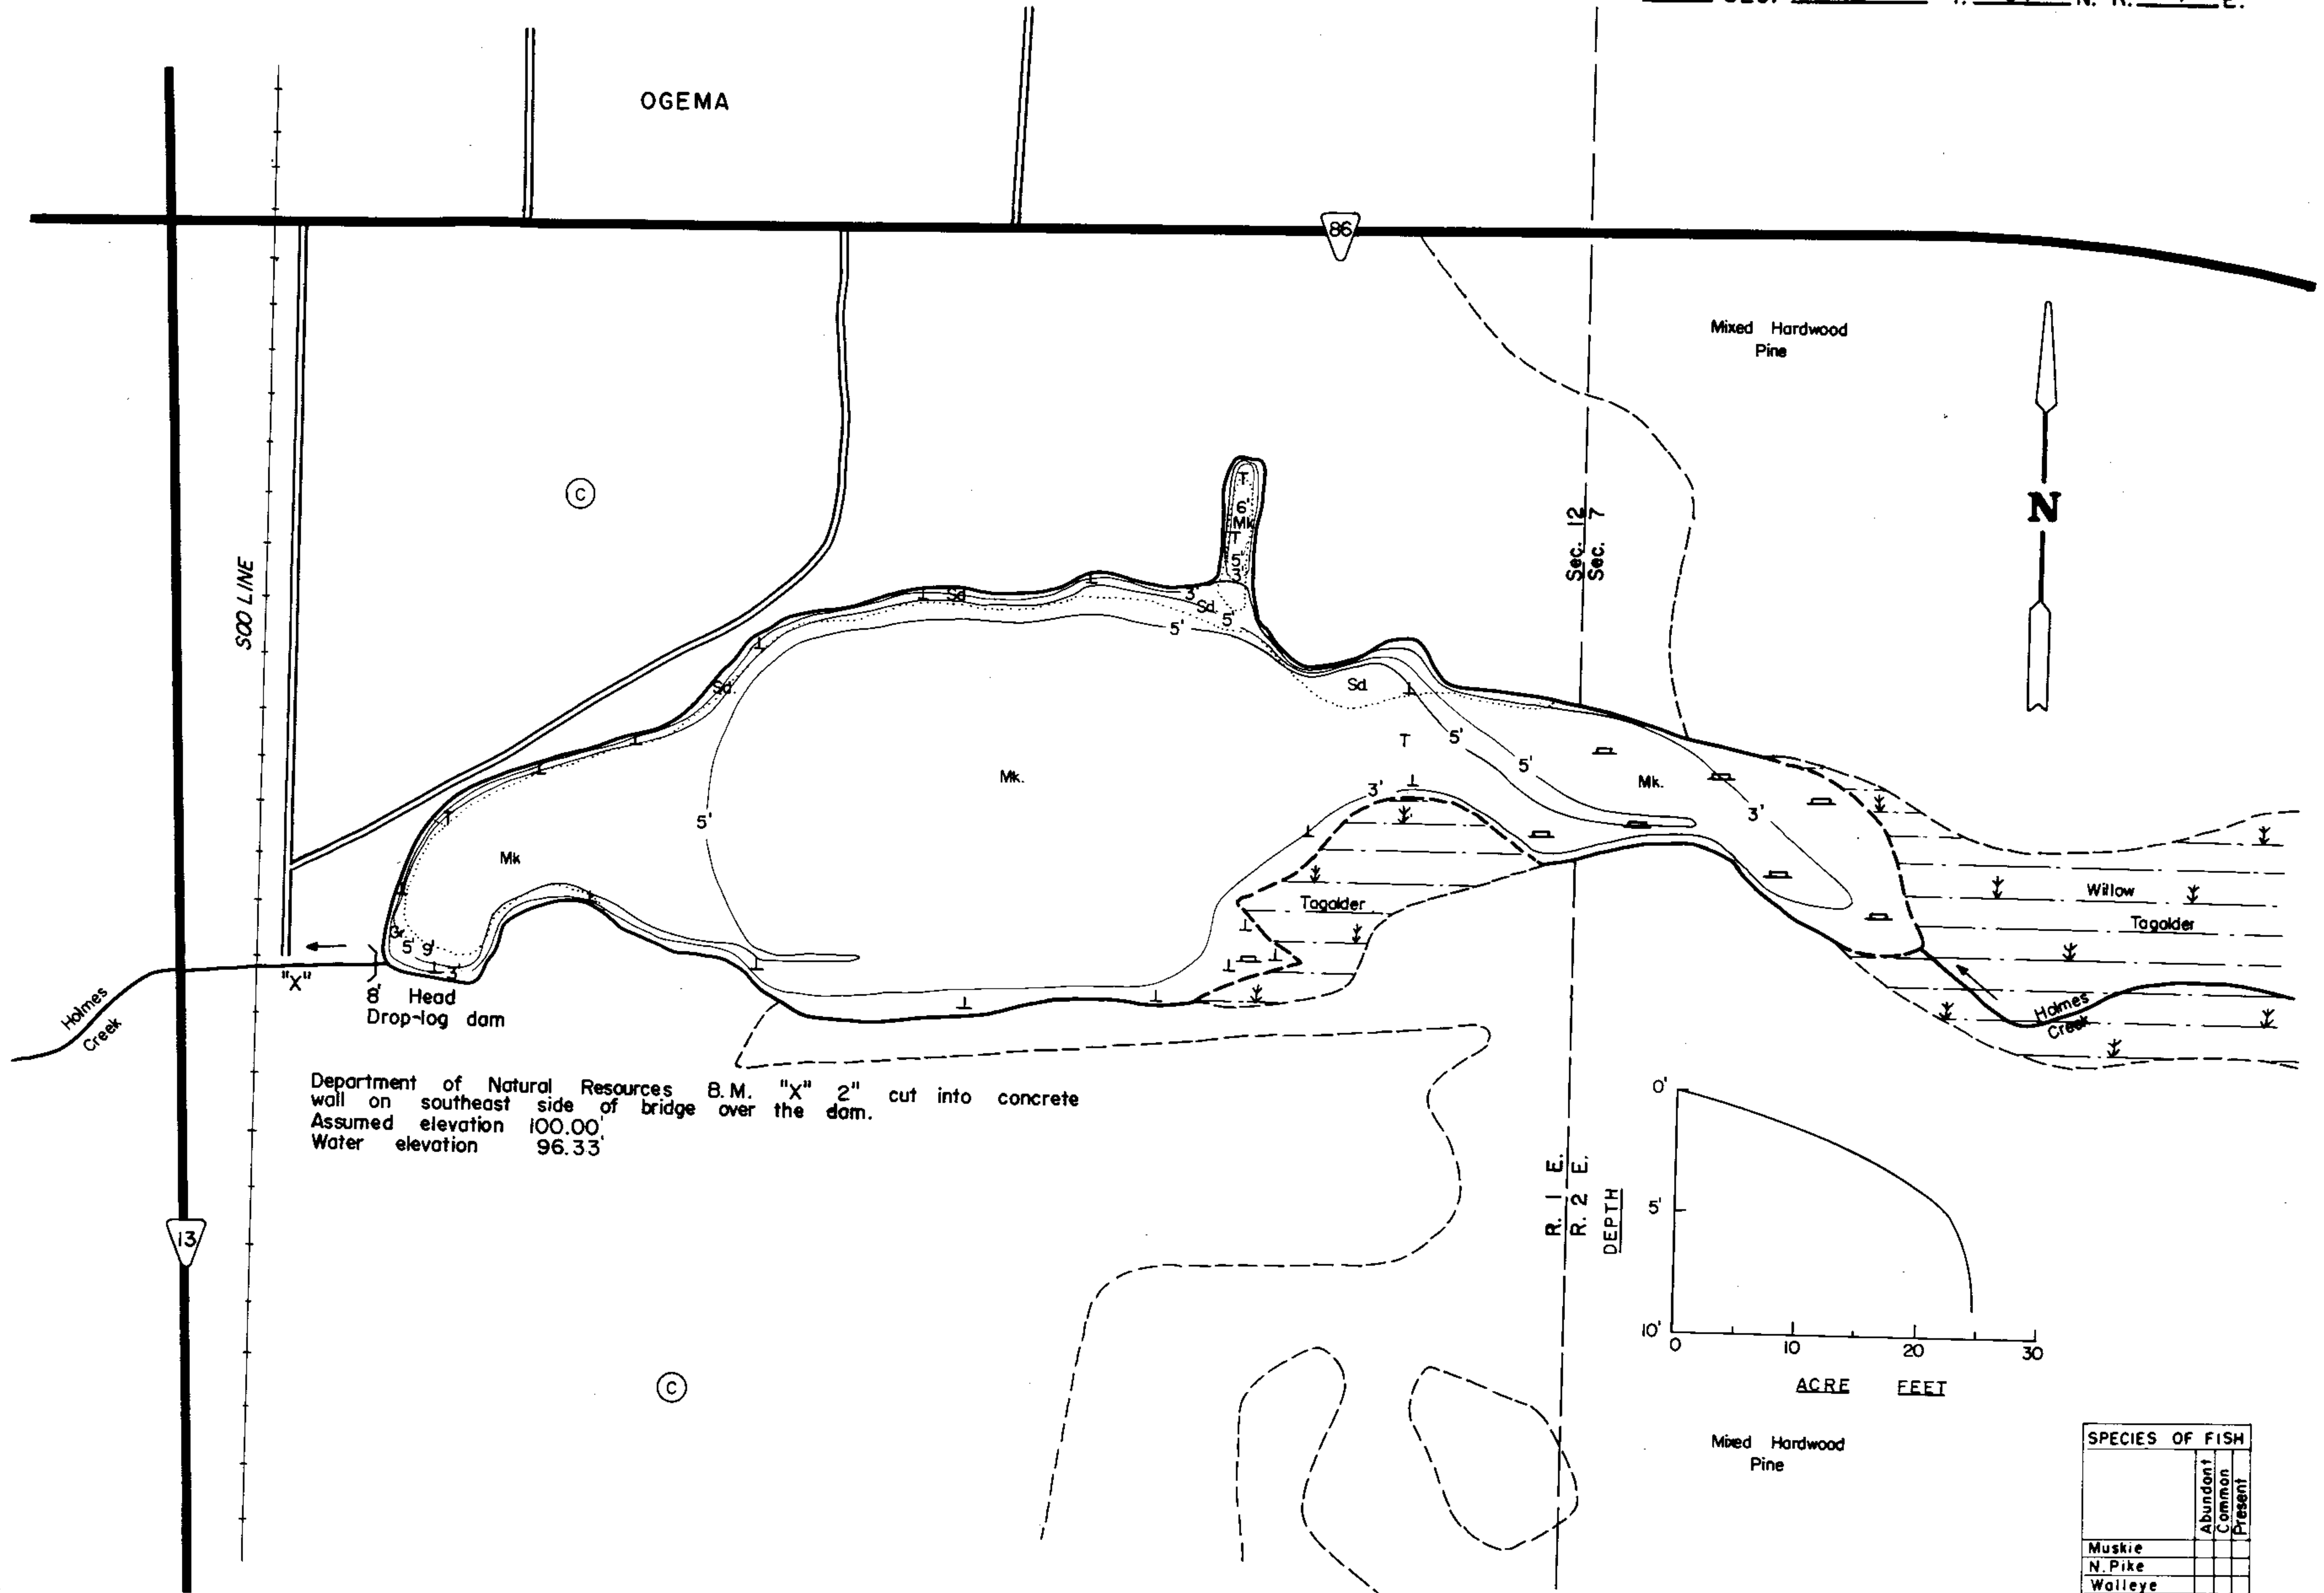 OGEMA
86
Mixed Hardwood
Pine
N
C
SOO LINE
Sec. 12
Sec. 7
T
6'
Mk
T
5'
3'
Sd.
3'
Sd.
5'
5'
Sd.
Sd.
T
5'
5'
Mk.
Mk.
3'
3'
5'
Mk
Willow
Tagalder
Tagalder
Gr.
5' 9'
3'
"X"
8' Head
Drop-log dam
Holmes
Creek
Holmes
Creek
Department of Natural Resources B.M. "X" 2" cut into concrete
wall on southeast side of bridge over the dam.
Assumed elevation 100.00'
Water elevation 96.33'
R. 1 E.
R. 2 E.
DEPTH
0'
5'
10'
0 10 20 30
ACRE FEET
13
C
Mixed Hardwood
Pine
SPECIES OF FISH
Abundant
Common
Present
Muskie
N. Pike
Walleye